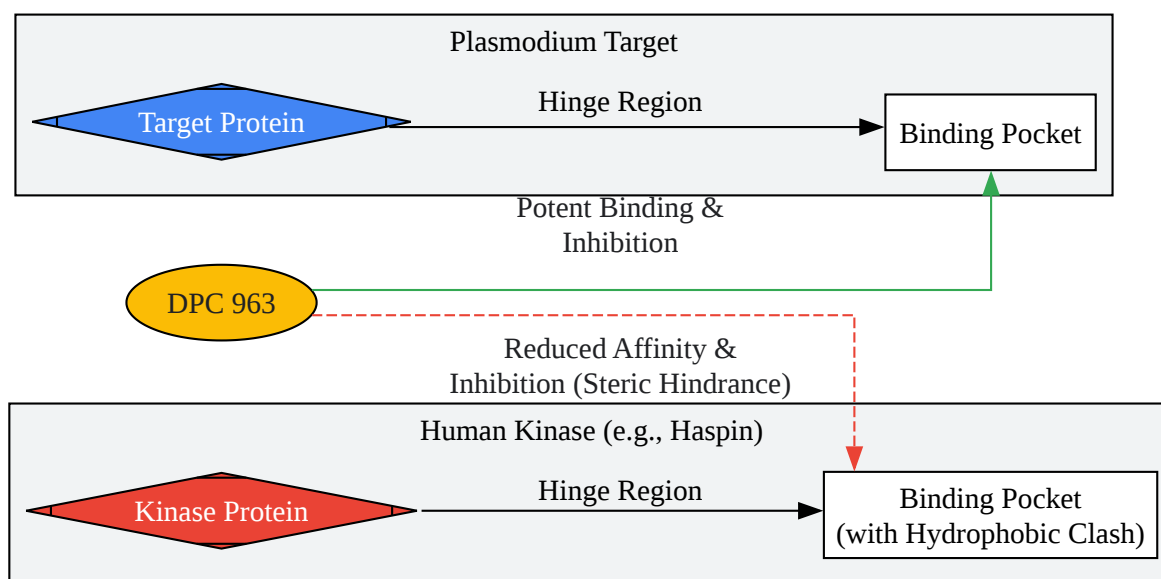 Plasmodium Target
Target Protein
Hinge Region
Binding Pocket
Potent Binding &
Inhibition
DPC 963
Reduced Affinity &
Inhibition (Steric Hindrance)
Human Kinase (e.g., Haspin)
Kinase Protein
Hinge Region
Binding Pocket
(with Hydrophobic Clash)